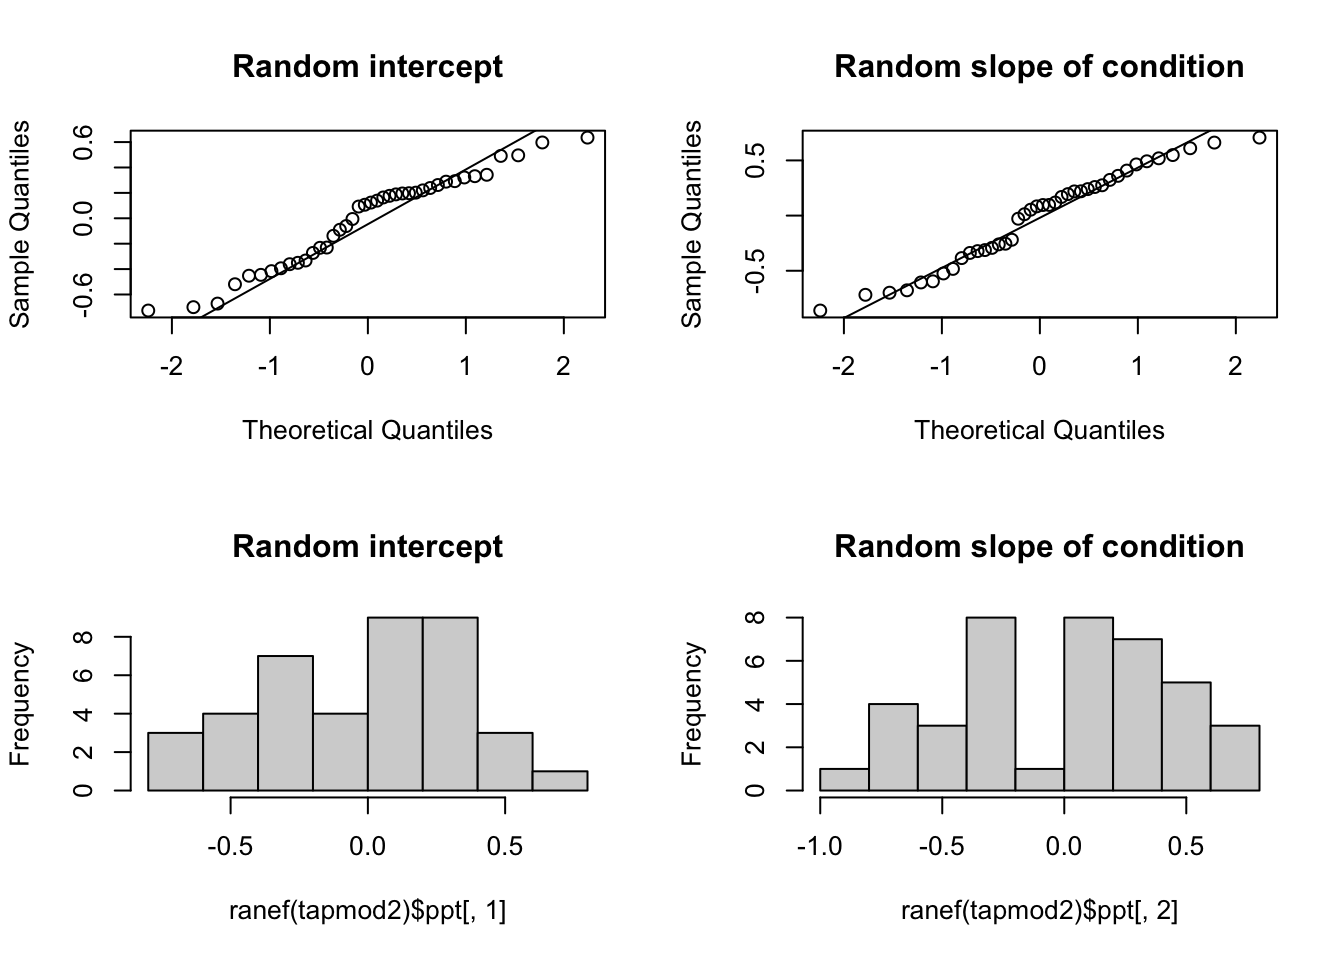 Random intercept
Sample Quantiles
0.6
0.0
-0.6
-2 -1 0 1 2
Theoretical Quantiles
Random slope of condition
Sample Quantiles
0.5
-0.5
-2 -1 0 1 2
Theoretical Quantiles
Random intercept
Frequency
8
6
4
2
0
-0.5 0.0 0.5
ranef(tapmod2)$ppt[, 1]
Random slope of condition
Frequency
8
6
4
2
0
-1.0 -0.5 0.0 0.5
ranef(tapmod2)$ppt[, 2]